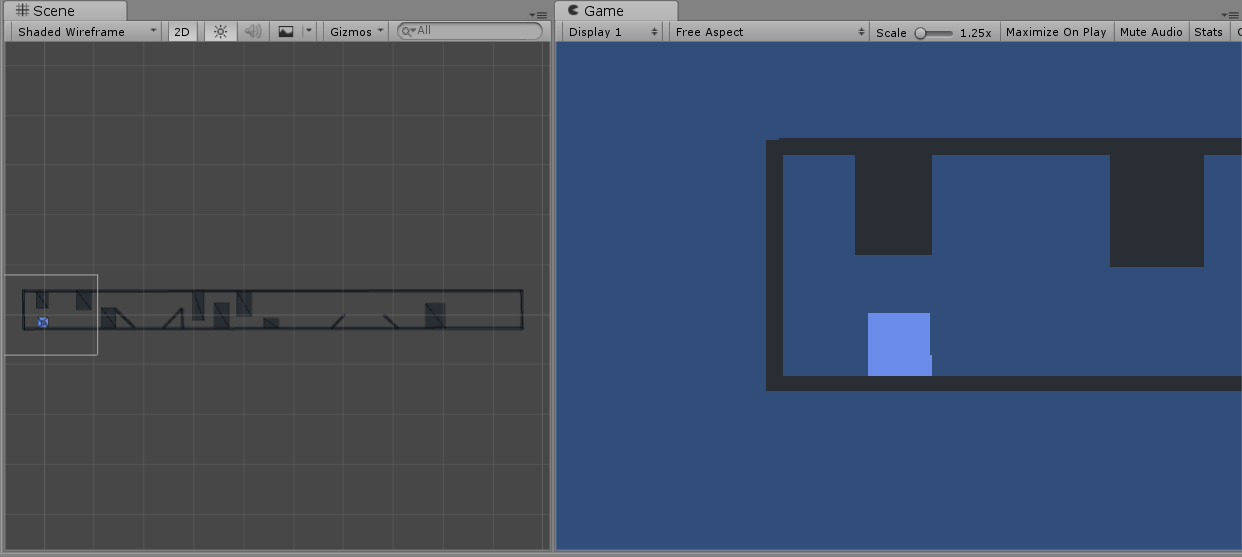 Scene
Game
Shaded Wireframe 2D Gizmos All
Display 1 Free Aspect Scale 1.25x Maximize On Play Mute Audio Stats